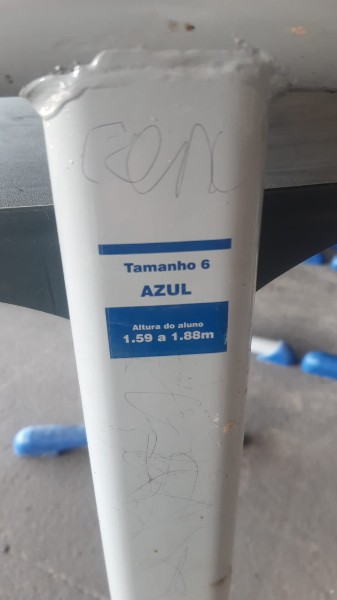 Tamanho 6
AZUL
Altura do aluno
1.59 a 1.88m